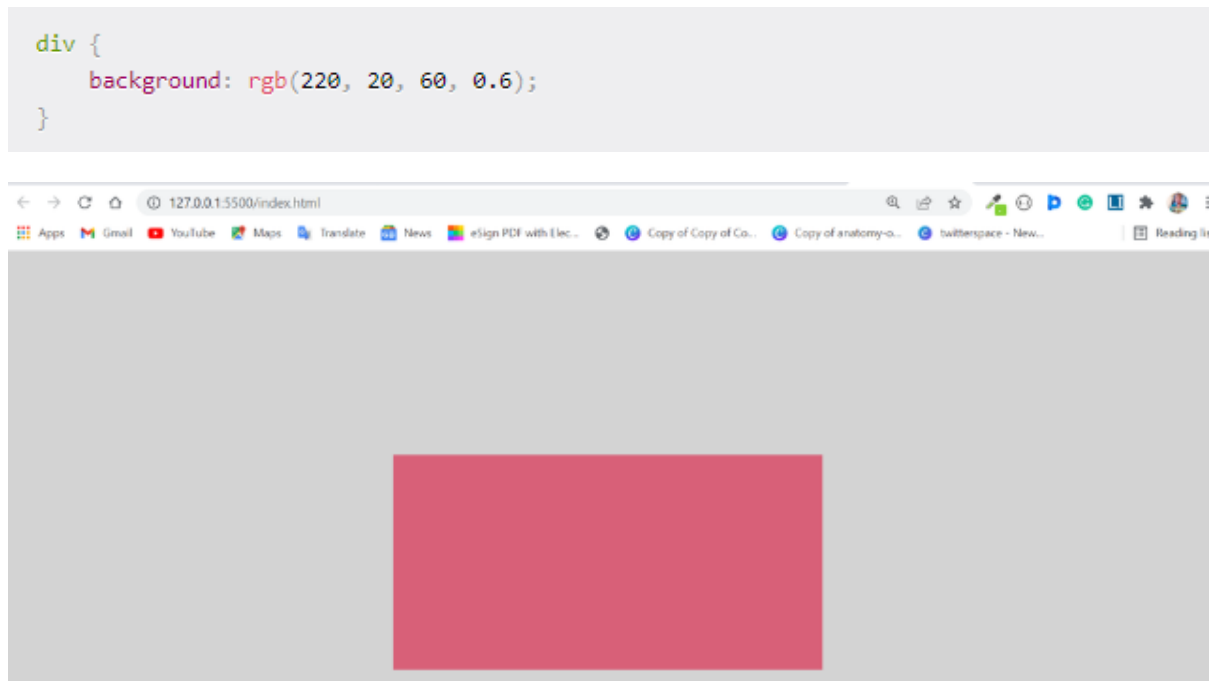 div {
background: rgb(220, 20, 60, 0.6);
}
127.0.0.1:5500/index.html
Apps Gmail YouTube Maps Translate News eSign PDF with Elec... Copy of Copy of Co... Copy of anatomy-o... twitterspace - New... Reading lis